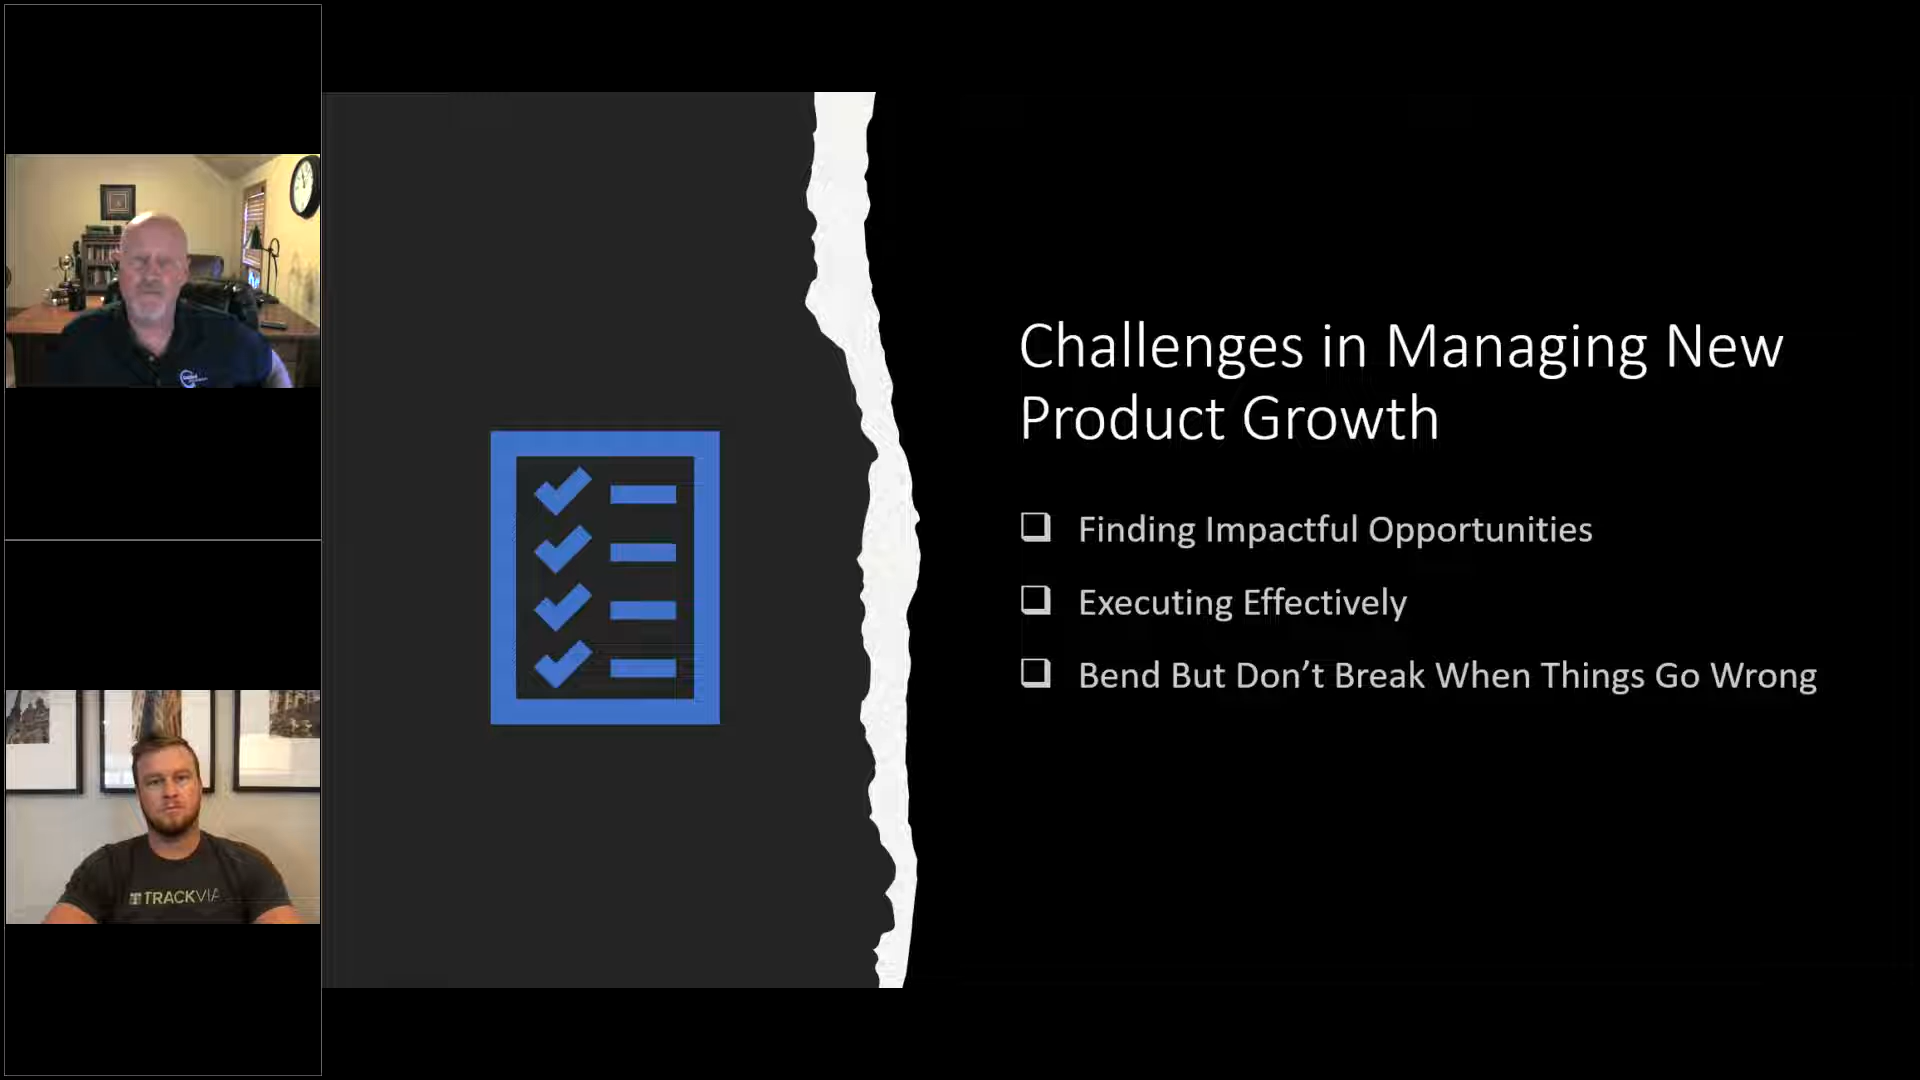 Challenges in Managing New
Product Growth
Finding Impactful Opportunities
Executing Effectively
Bend But Don’t Break When Things Go Wrong
TRACKVIA